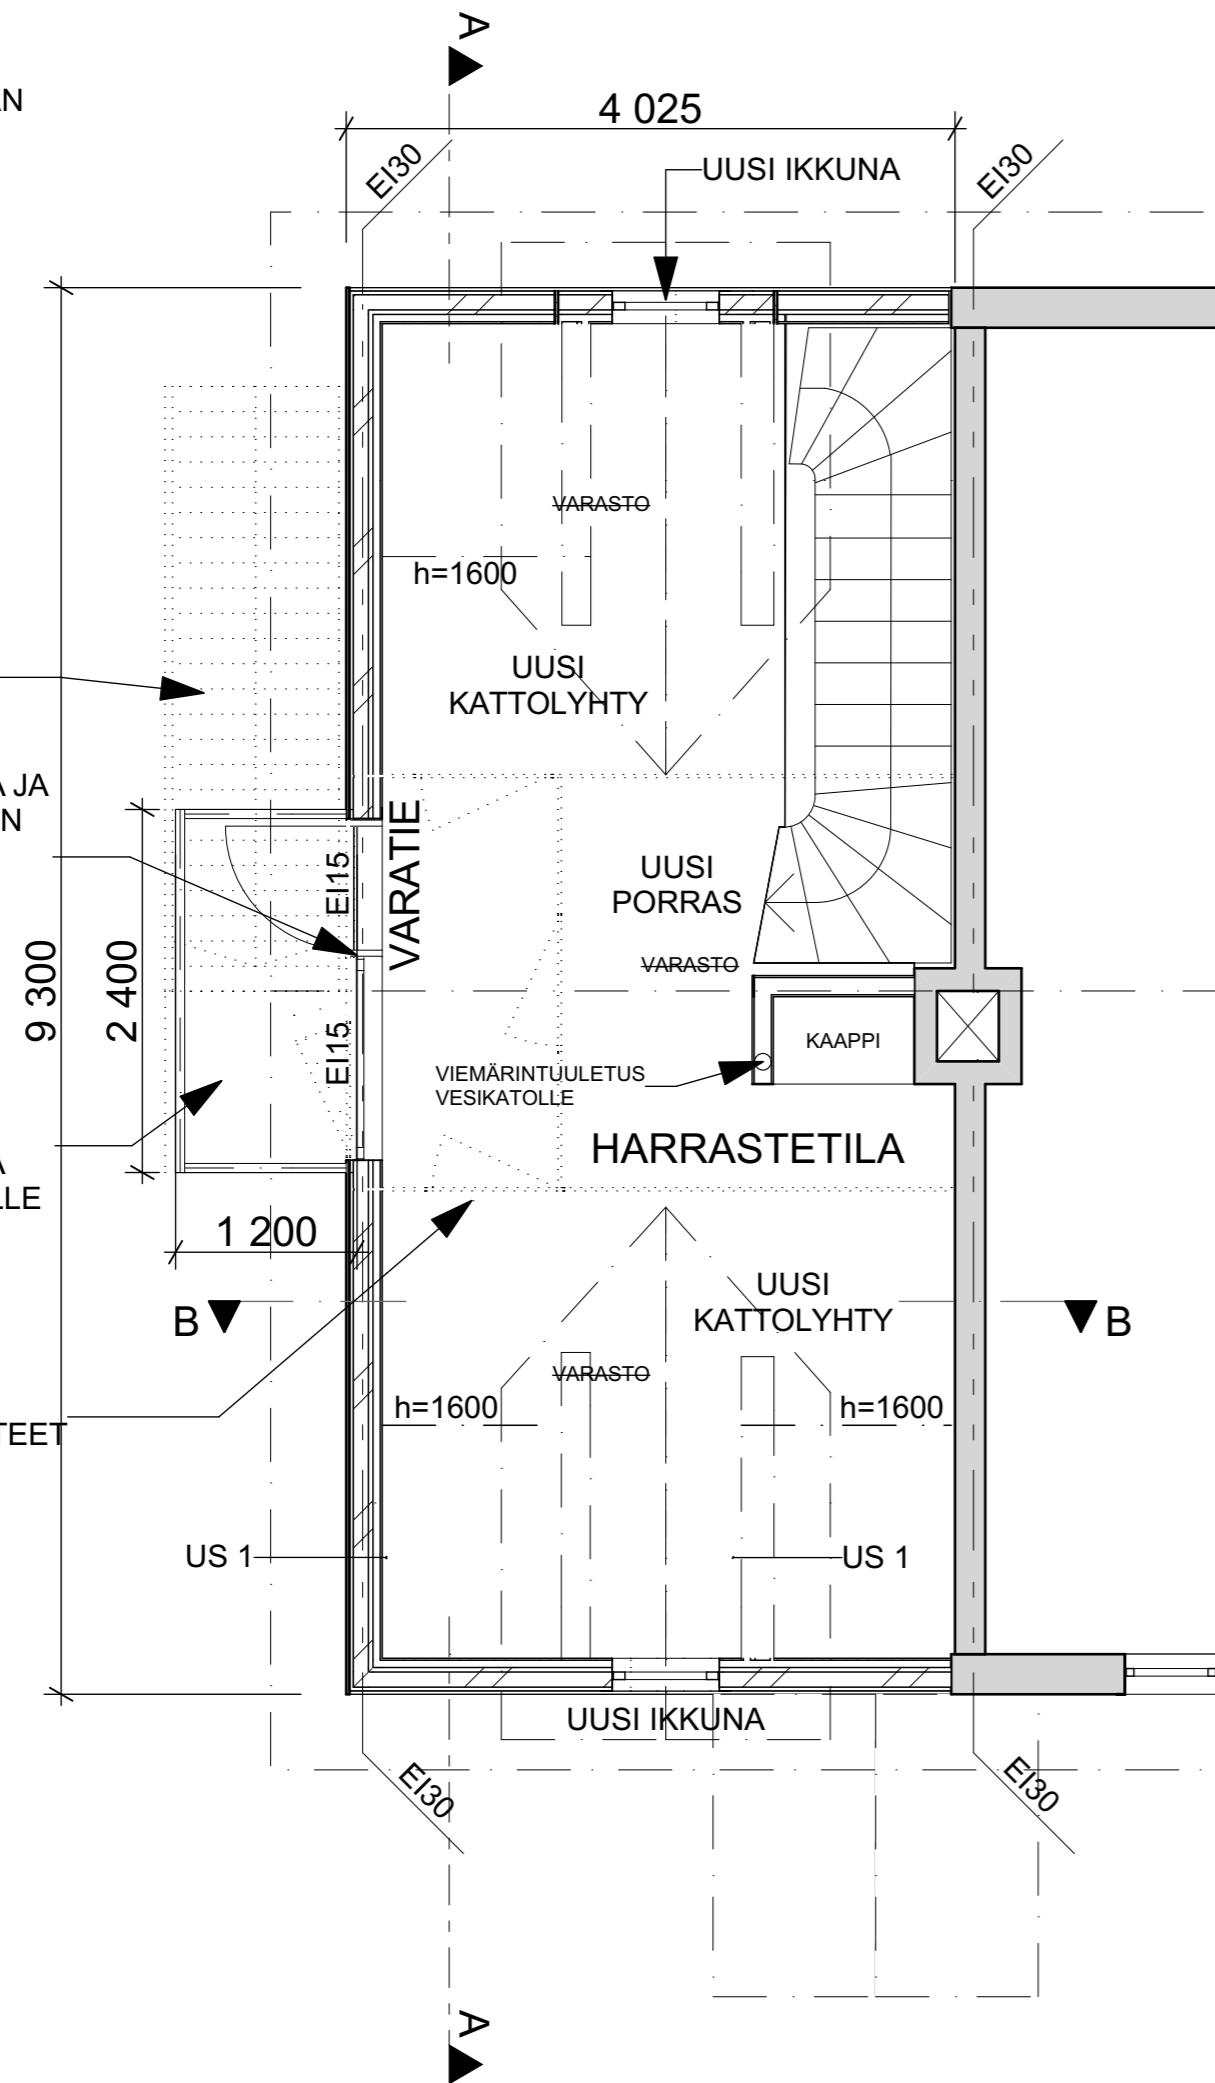 A
AN
4 025
EI30
UUSI IKKUNA
EI30
VARASTO
h=1600
UUSI
KATTOLYHTY
A JA
N
EI15
VARATIE
UUSI
PORRAS
VARASTO
9 300
2 400
EI15
KAAPPI
VIEMÄRINTUULETUS
VESIKATOLLE
HARRASTETILA
A
LLE
1 200
UUSI
KATTOLYHTY
B
B
VARASTO
h=1600
h=1600
TEET
US 1
US 1
UUSI IKKUNA
EI30
EI30
A